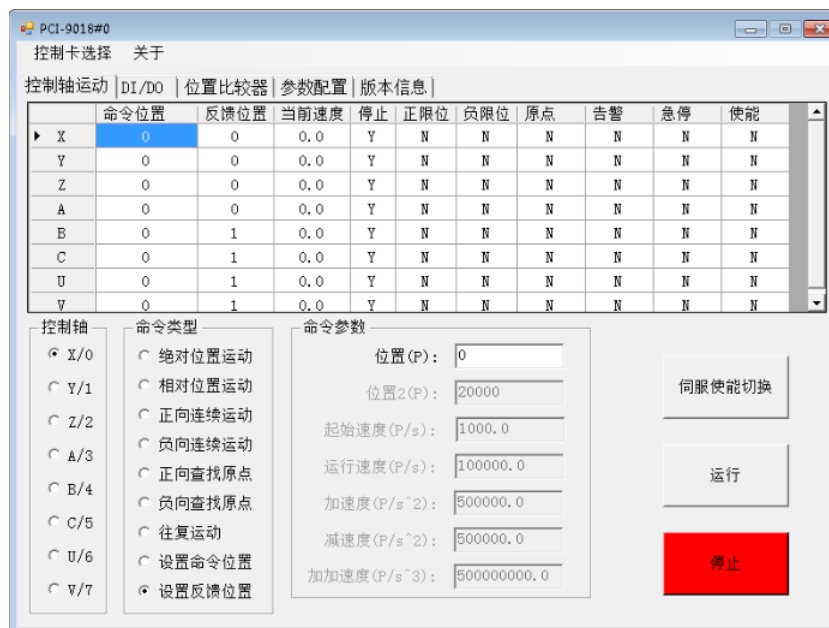 PCI-9018#0
控制卡选择 关于
控制轴运动 DI/DO 位置比较器 参数配置 版本信息
命令位置 反馈位置 当前速度 停止 正限位 负限位 原点 告警 急停 使能
X 0 0 0.0 Y N N N N N N
Y 0 0 0.0 Y N N N N N N
Z 0 0 0.0 Y N N N N N N
A 0 0 0.0 Y N N N N N N
B 0 1 0.0 Y N N N N N N
C 0 1 0.0 Y N N N N N N
U 0 1 0.0 Y N N N N N N
V 0 1 0.0 Y N N N N N N
控制轴
X/0
Y/1
Z/2
A/3
B/4
C/5
U/6
V/7
命令类型
绝对位置运动
相对位置运动
正向连续运动
负向连续运动
正向查找原点
负向查找原点
往复运动
设置命令位置
设置反馈位置
命令参数
位置(P): 0
位置2(P): 20000
起始速度(P/s): 1000.0
运行速度(P/s): 100000.0
加速度(P/s^2): 500000.0
减速度(P/s^2): 500000.0
加加速度(P/s^3): 500000000.0
伺服使能切换
运行
停止